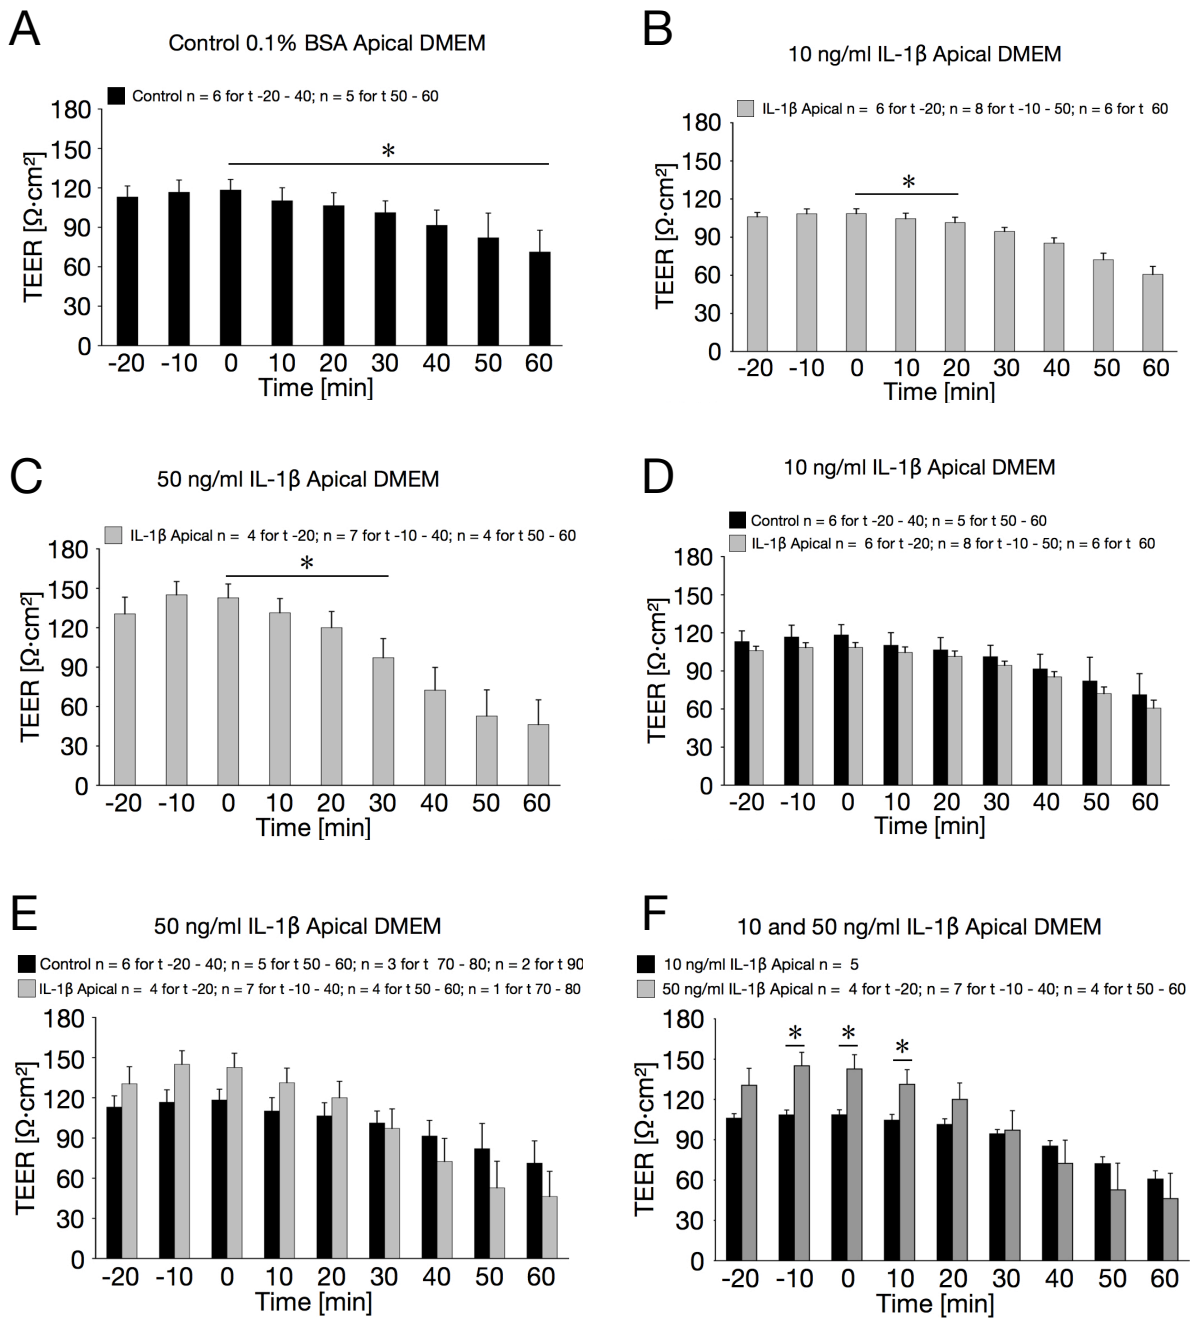 A
Control 0.1% BSA Apical DMEM
Control n = 6 for t -20 - 40; n = 5 for t 50 - 60
TEER [Ω·cm²]
180
150
120
90
60
30
0
*
-20 -10 0 10 20 30 40 50 60
Time [min]
B
10 ng/ml IL-1β Apical DMEM
IL-1β Apical n = 6 for t -20; n = 8 for t -10 - 50; n = 6 for t 60
TEER [Ω·cm²]
180
150
120
90
60
30
0
*
-20 -10 0 10 20 30 40 50 60
Time [min]
C
50 ng/ml IL-1β Apical DMEM
IL-1β Apical n = 4 for t -20; n = 7 for t -10 - 40; n = 4 for t 50 - 60
TEER [Ω·cm²]
180
150
120
90
60
30
0
*
-20 -10 0 10 20 30 40 50 60
Time [min]
D
10 ng/ml IL-1β Apical DMEM
Control n = 6 for t -20 - 40; n = 5 for t 50 - 60
IL-1β Apical n = 6 for t -20; n = 8 for t -10 - 50; n = 6 for t 60
TEER [Ω·cm²]
180
150
120
90
60
30
0
-20 -10 0 10 20 30 40 50 60
Time [min]
E
50 ng/ml IL-1β Apical DMEM
Control n = 6 for t -20 - 40; n = 5 for t 50 - 60; n = 3 for t 70 - 80; n = 2 for t 90
IL-1β Apical n = 4 for t -20; n = 7 for t -10 - 40; n = 4 for t 50 - 60; n = 1 for t 70 - 80
TEER [Ω·cm²]
180
150
120
90
60
30
0
-20 -10 0 10 20 30 40 50 60
Time [min]
F
10 and 50 ng/ml IL-1β Apical DMEM
10 ng/ml IL-1β Apical n = 5
50 ng/ml IL-1β Apical n = 4 for t -20; n = 7 for t -10 - 40; n = 4 for t 50 - 60
TEER [Ω·cm²]
180
150
120
90
60
30
0
* * *
-20 -10 0 10 20 30 40 50 60
Time [min]